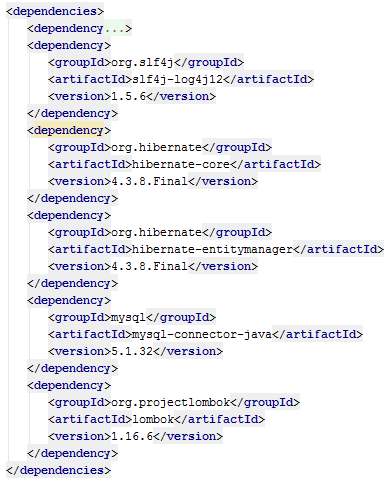 <dependencies>
<dependency...>
<dependency>
<groupId>org.slf4j</groupId>
<artifactId>slf4j-log4j12</artifactId>
<version>1.5.6</version>
</dependency>
<dependency>
<groupId>org.hibernate</groupId>
<artifactId>hibernate-core</artifactId>
<version>4.3.8.Final</version>
</dependency>
<dependency>
<groupId>org.hibernate</groupId>
<artifactId>hibernate-entitymanager</artifactId>
<version>4.3.8.Final</version>
</dependency>
<dependency>
<groupId>mysql</groupId>
<artifactId>mysql-connector-java</artifactId>
<version>5.1.32</version>
</dependency>
<dependency>
<groupId>org.projectlombok</groupId>
<artifactId>lombok</artifactId>
<version>1.16.6</version>
</dependency>
</dependencies>